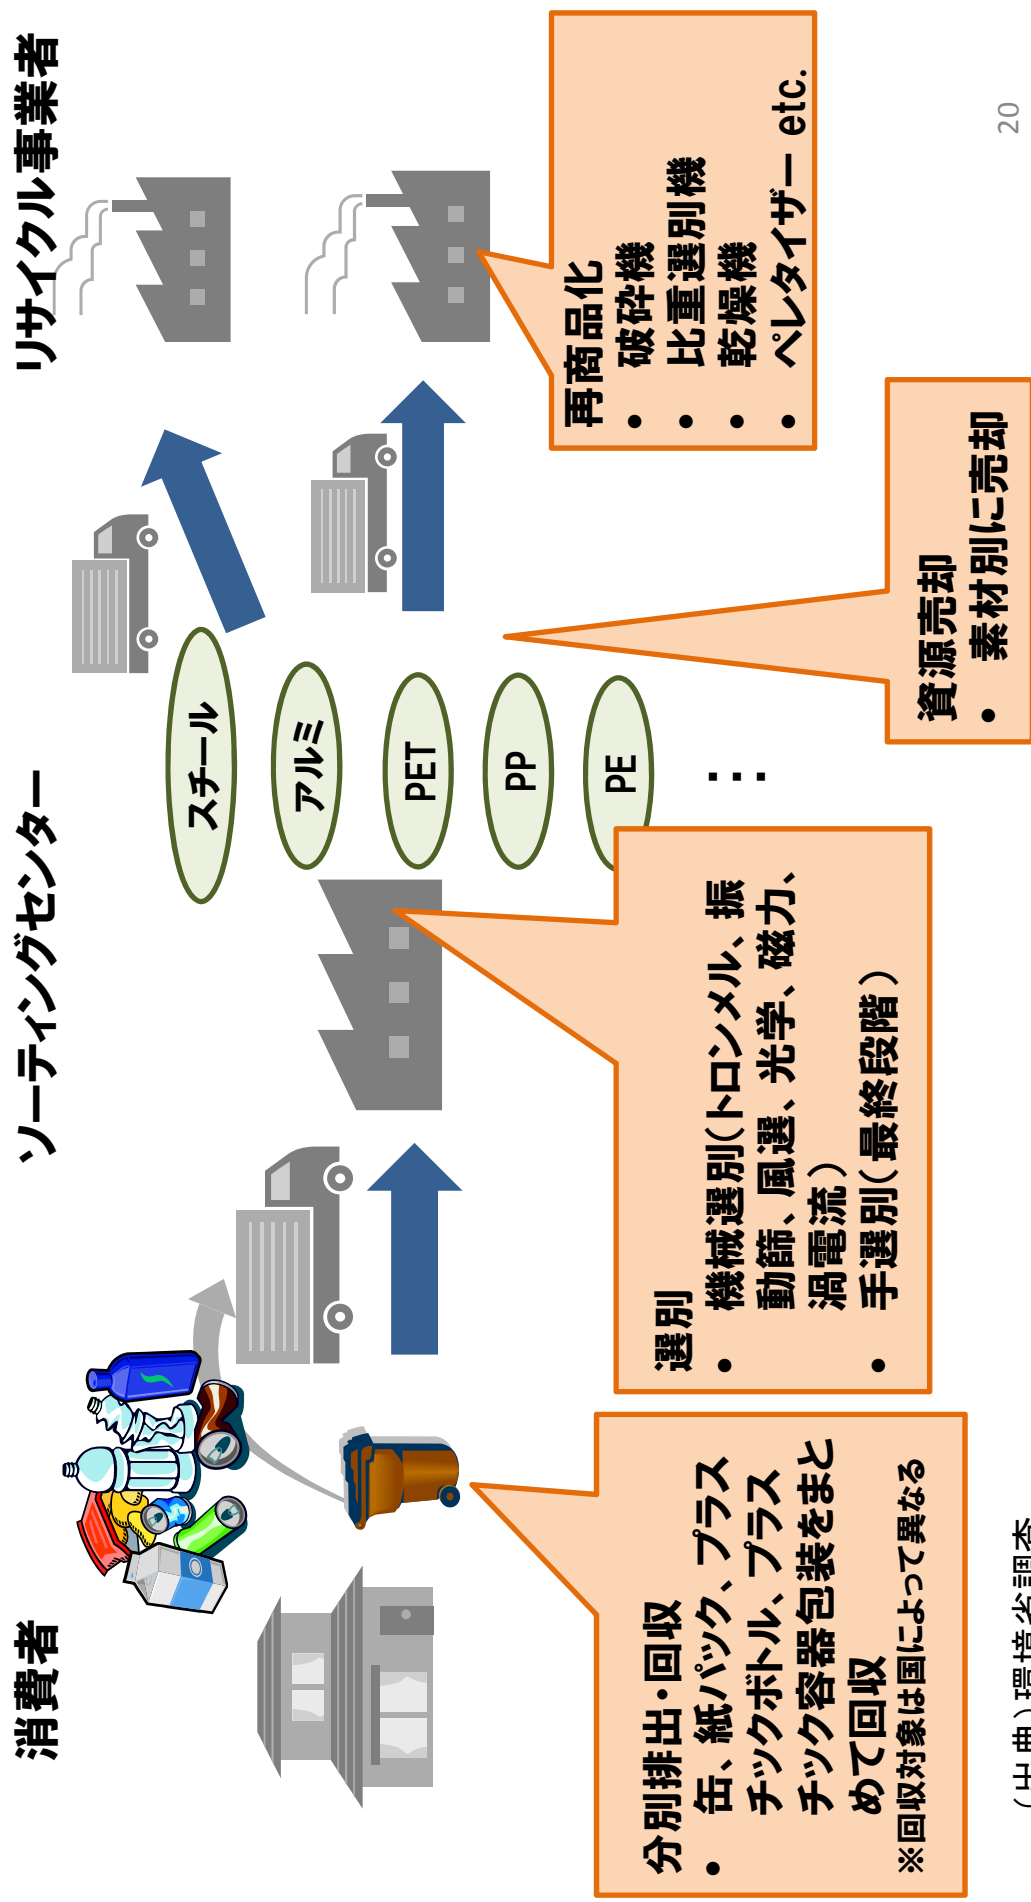 消費者
ソーティングセンター
リサイクル事業者
スチール
アルミ
PET
PP
PE
⋮
分別排出・回収
• 缶、紙パック、プラス
チックボトル、プラス
チック容器包装をまと
めて回収
※回収対象は国によって異なる
選別
• 機械選別(トロンメル、振
動篩、風選、光学、磁力、
渦電流)
• 手選別(最終段階)
資源売却
• 素材別に売却
再商品化
• 破砕機
• 比重選別機
• 乾燥機
• ペレタイザー etc.
(出典)環境省調査
20